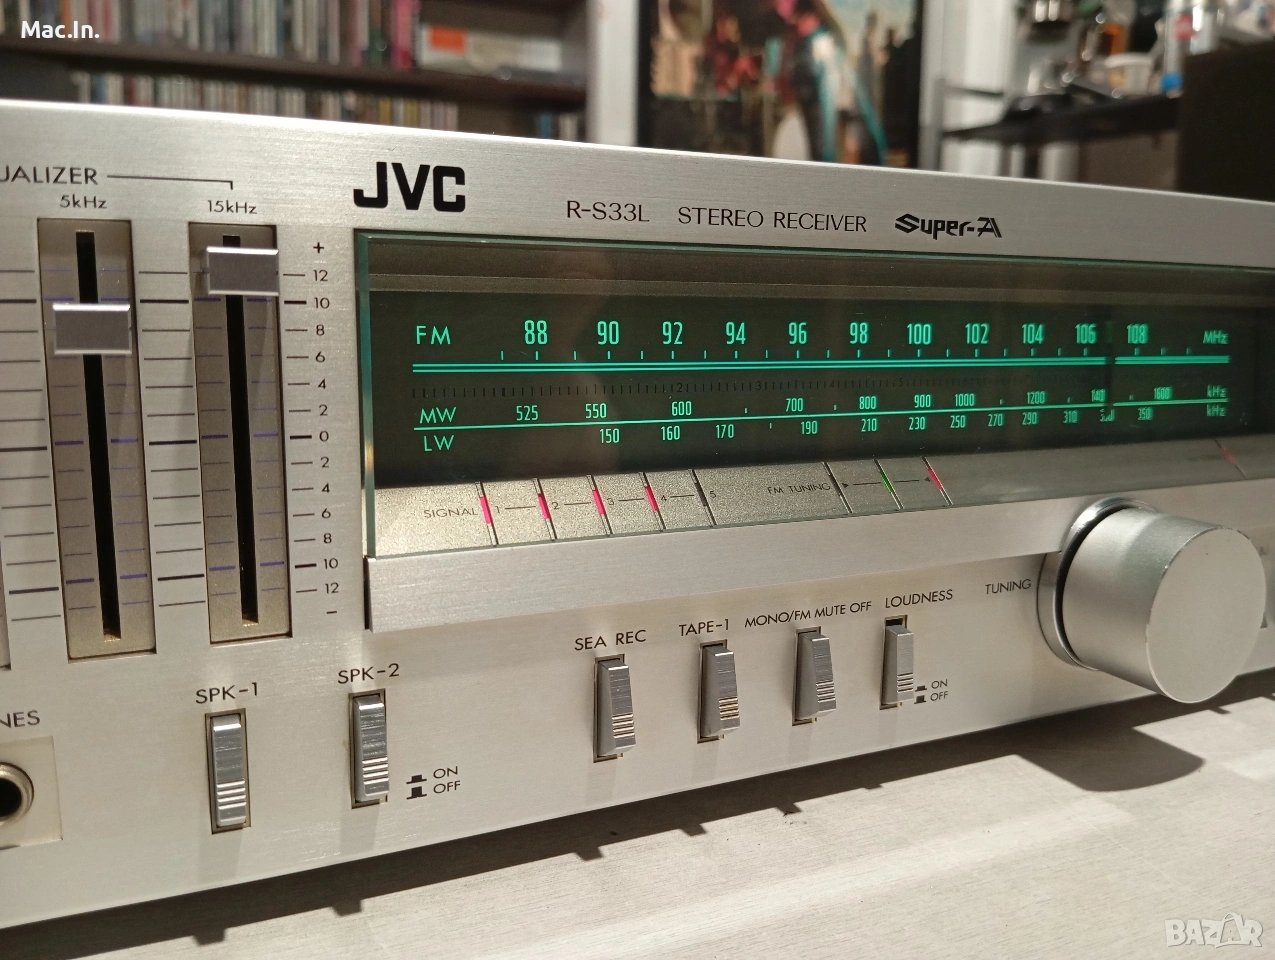 Mac.In.
UALIZER
5kHz 15kHz
JVC
R-S33L STEREO RECEIVER Super-A
+
12
10
8
6
4
2
0
2
4
6
8
10
12
−
FM 88 90 92 94 96 98 100 102 104 106 108 MHz
MW 525 550 600 700 800 900 1000 1200 1600 kHz
LW 150 160 170 190 210 230 250 270 290 310 350 kHz
SIGNAL 1 2 3 4 5 FM TUNING
TUNING
SEA REC TAPE-1 MONO/FM MUTE OFF LOUDNESS
ON
OFF
SPK-1 SPK-2
ON
OFF
NES
BAZAR